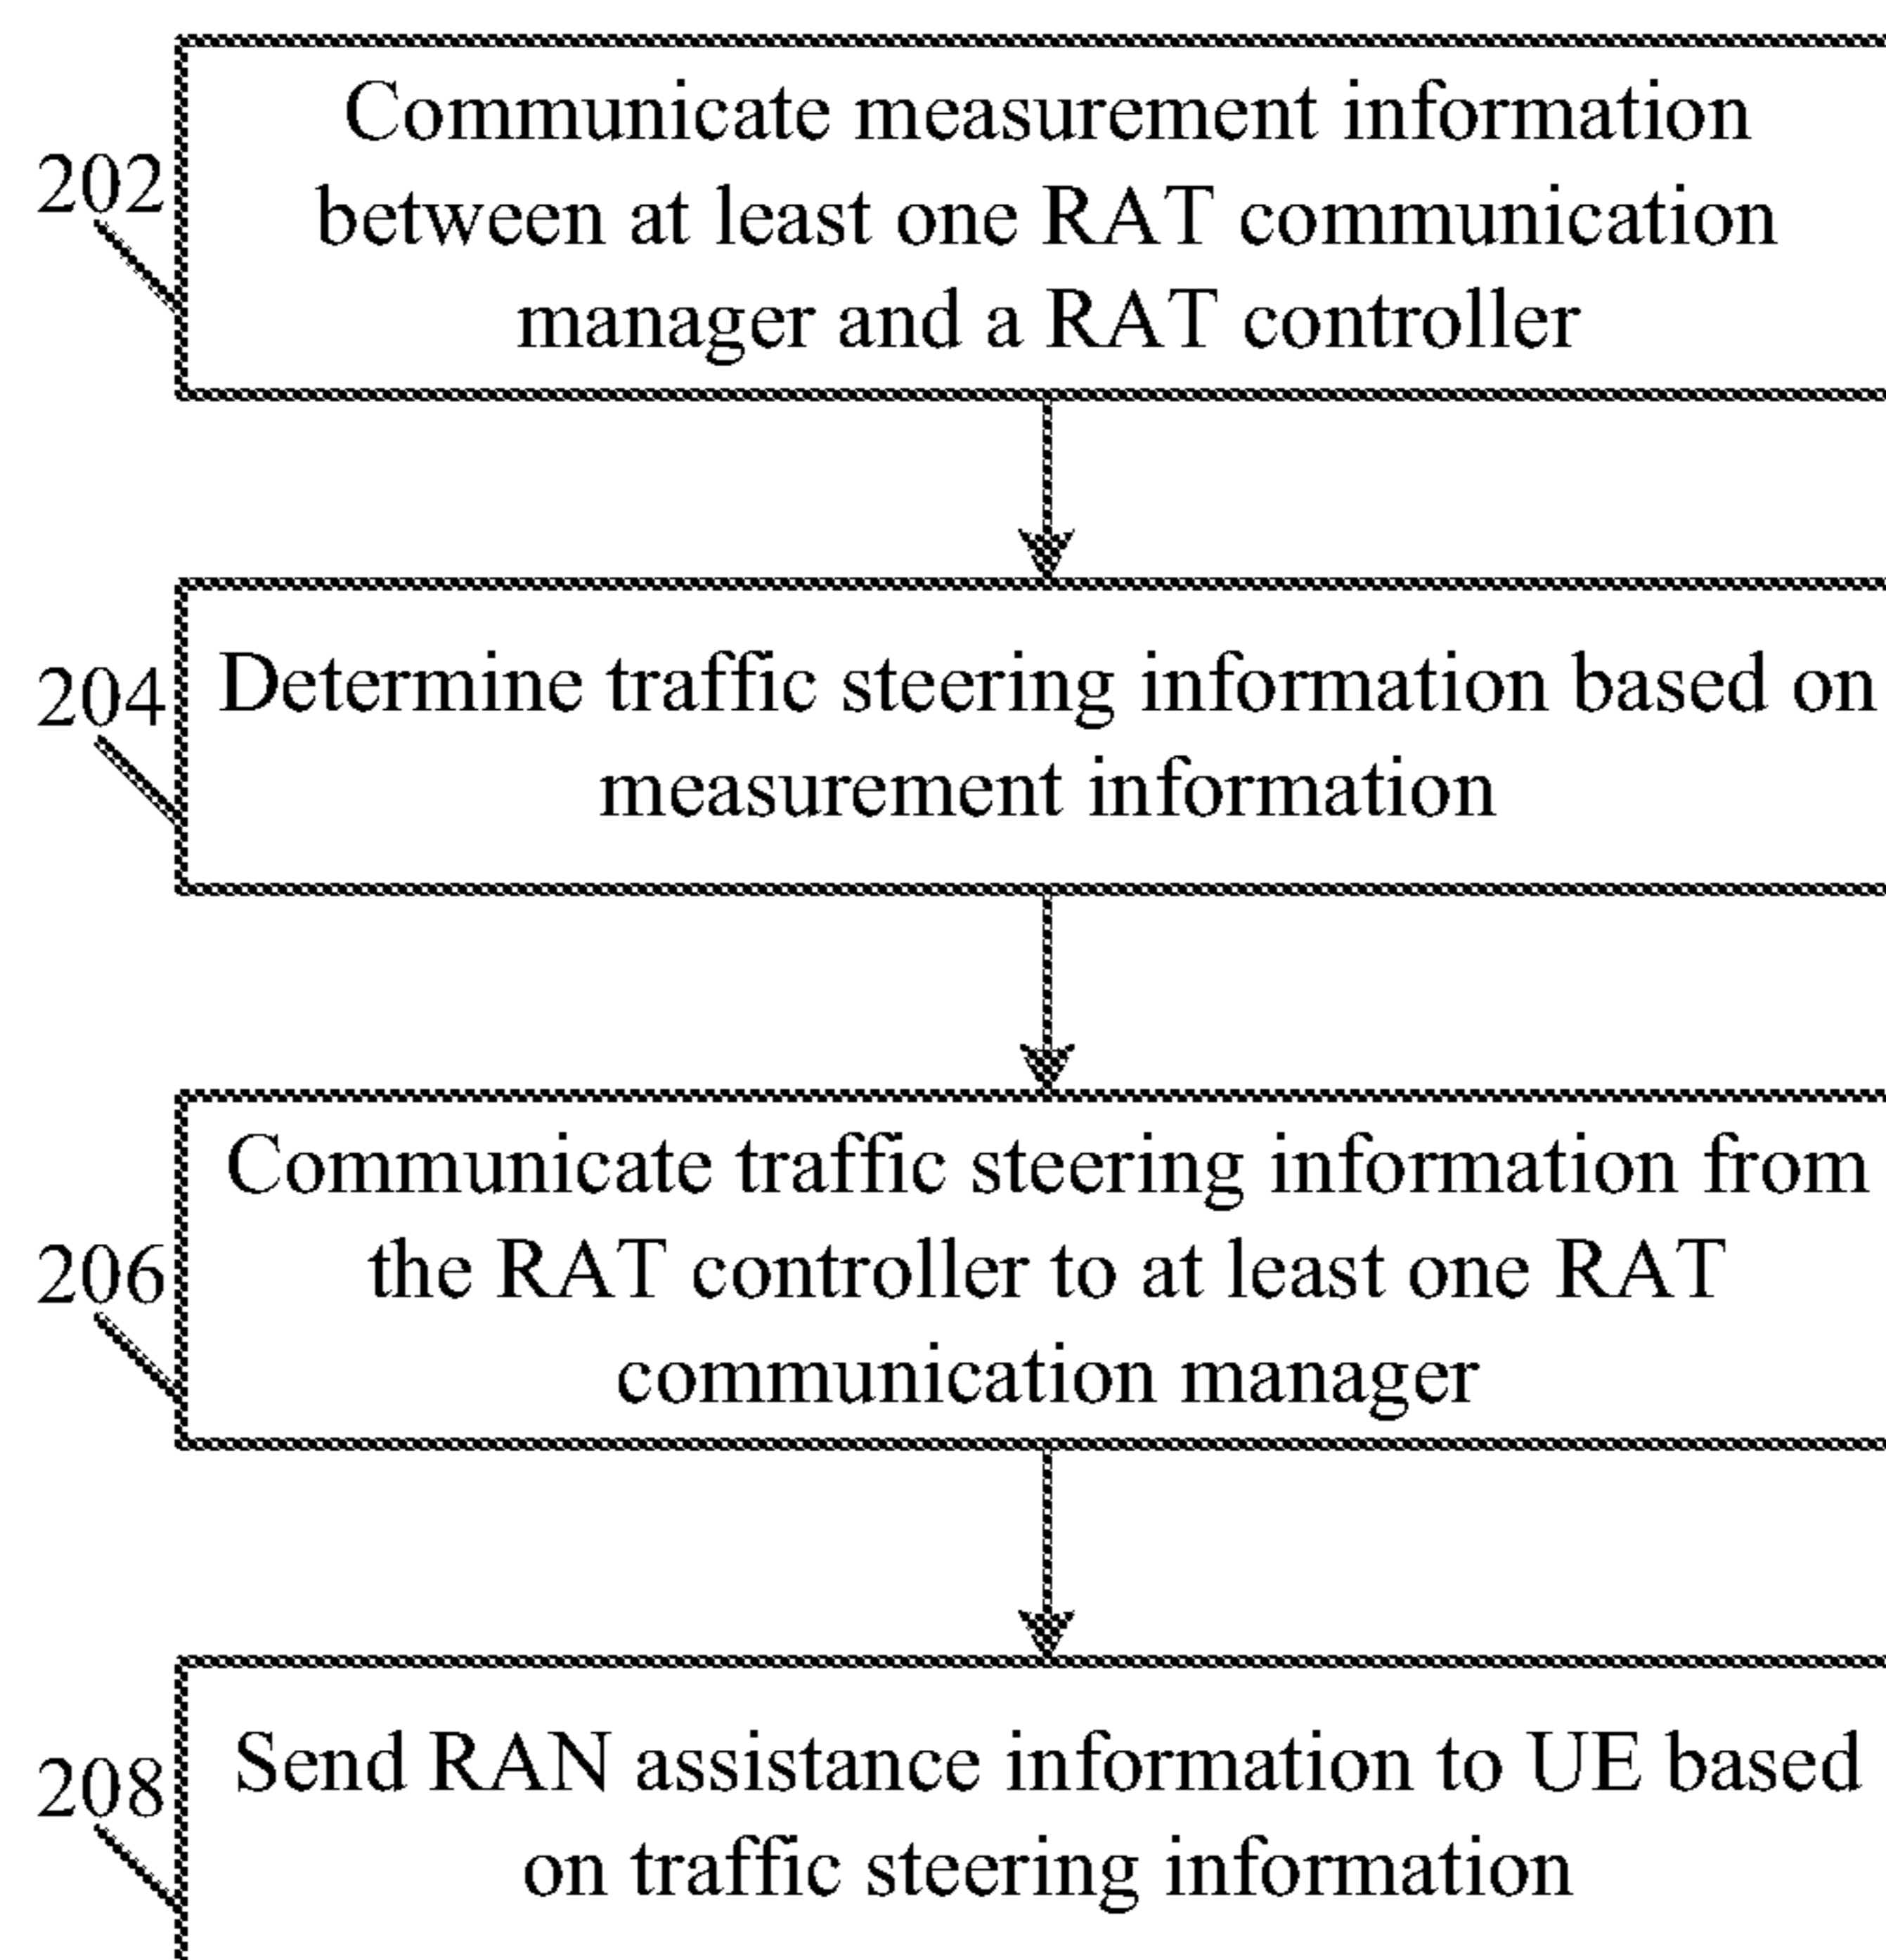 202
Communicate measurement information
between at least one RAT communication
manager and a RAT controller
204
Determine traffic steering information based on
measurement information
206
Communicate traffic steering information from
the RAT controller to at least one RAT
communication manager
208
Send RAN assistance information to UE based
on traffic steering information